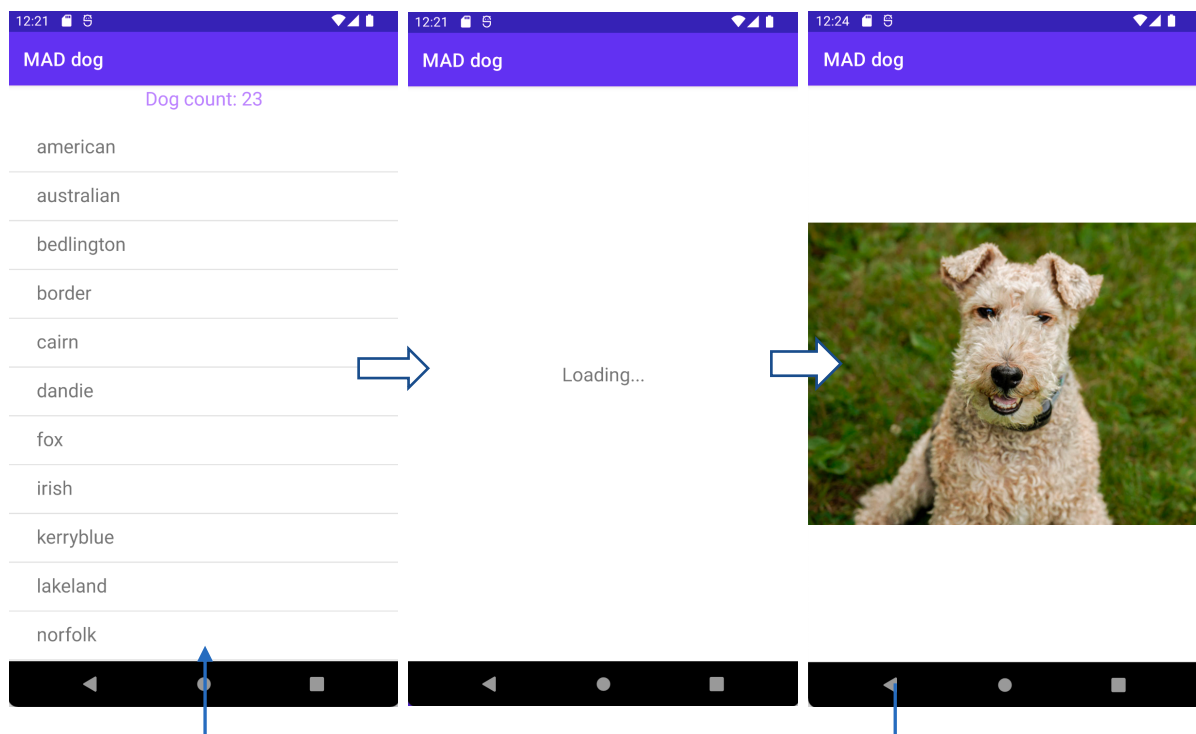 12:21
MAD dog
Dog count: 23
american
australian
bedlington
border
cairn
dandie
fox
irish
kerryblue
lakeland
norfolk
12:21
MAD dog
Loading...
12:24
MAD dog